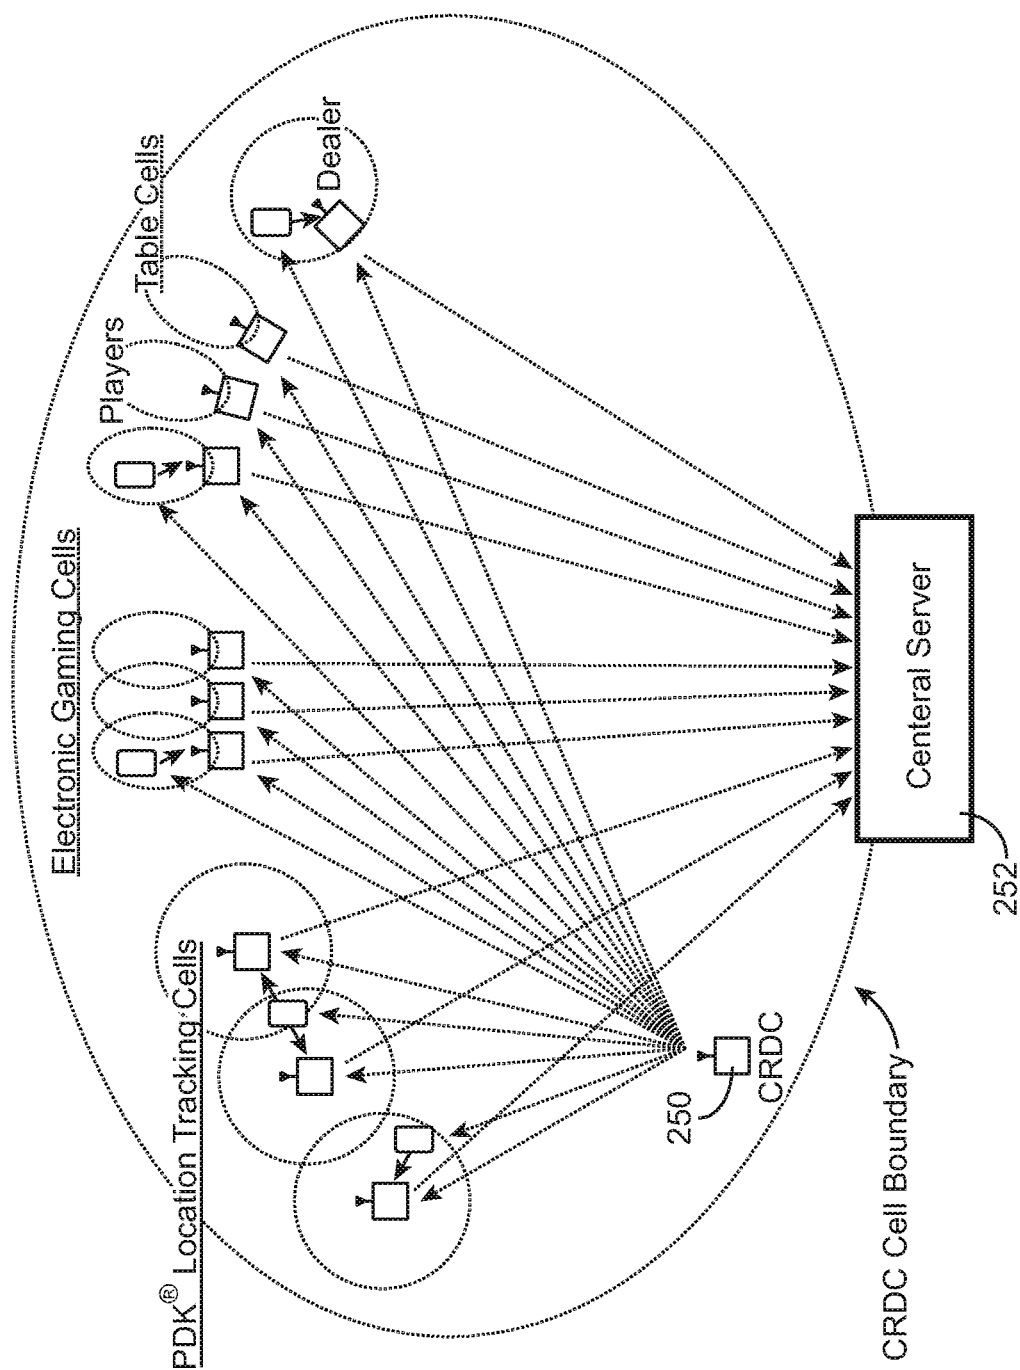 PDK® Location Tracking Cells
Electronic Gaming Cells
Table Cells
Players
Dealer
250
CRDC
CRDC Cell Boundary
Centeral Server
252